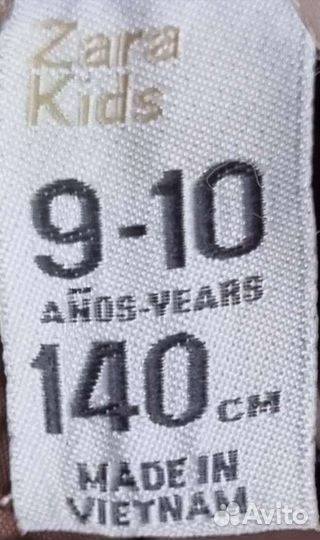 Zara
Kids
9-10
AÑOS-YEARS
140 CM
MADE IN
VIETNAM
Avito